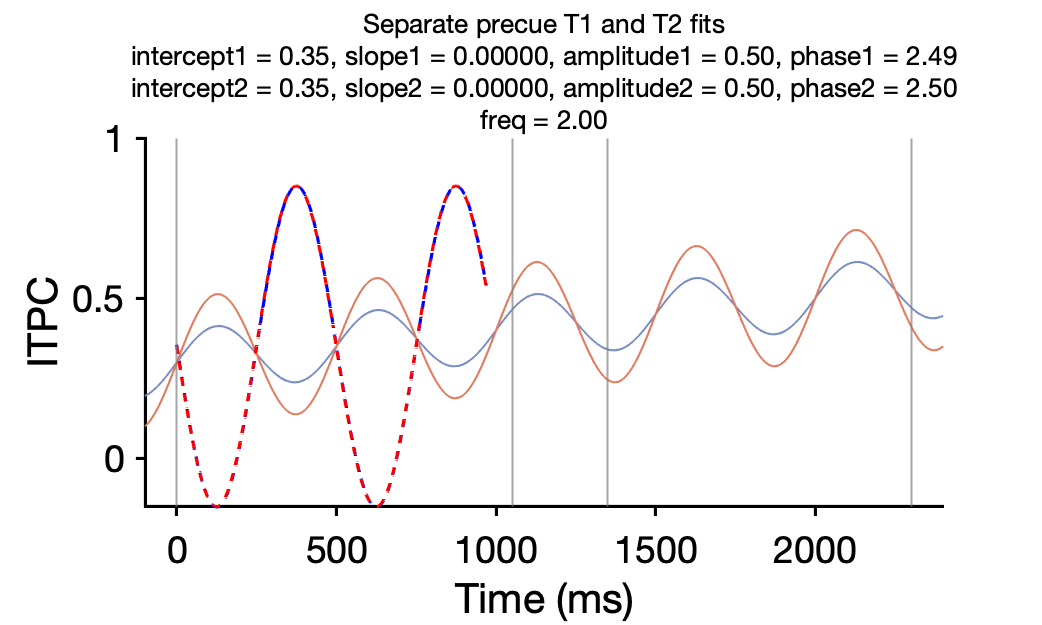 Separate precue T1 and T2 fits
intercept1 = 0.35, slope1 = 0.00000, amplitude1 = 0.50, phase1 = 2.49
intercept2 = 0.35, slope2 = 0.00000, amplitude2 = 0.50, phase2 = 2.50
freq = 2.00
1
0.5
0
ITPC
0 500 1000 1500 2000
Time (ms)